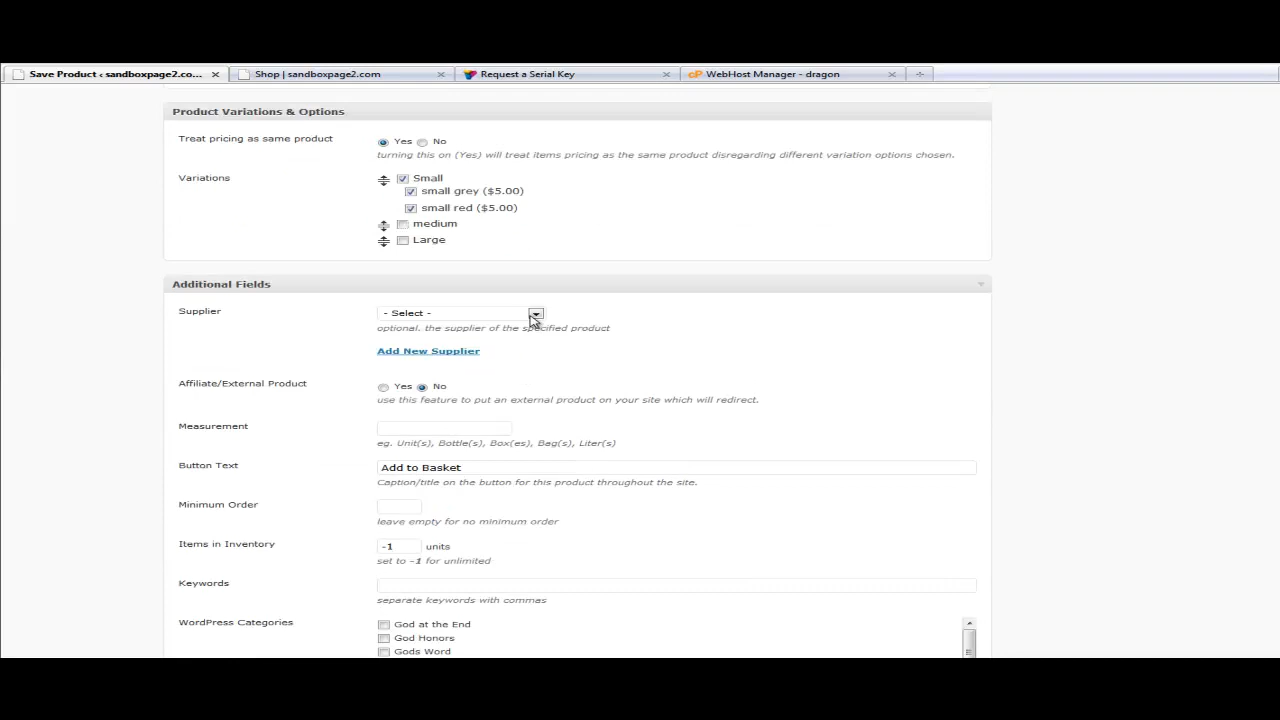 Save Product ‹ sandboxpage2.co... Shop | sandboxpage2.com Request a Serial Key cP WebHost Manager - dragon
Product Variations & Options
Treat pricing as same product Yes No
turning this on (Yes) will treat items pricing as the same product disregarding different variation options chosen.
Variations Small
small grey ($5.00)
small red ($5.00)
medium
Large
Additional Fields
Supplier - Select -
optional. the supplier of the specified product
Add New Supplier
Affiliate/External Product Yes No
use this feature to put an external product on your site which will redirect.
Measurement
eg. Unit(s), Bottle(s), Box(es), Bag(s), Liter(s)
Button Text Add to Basket
Caption/title on the button for this product throughout the site.
Minimum Order
leave empty for no minimum order
Items in Inventory -1 units
set to -1 for unlimited
Keywords
separate keywords with commas
WordPress Categories God at the End
God Honors
Gods Word